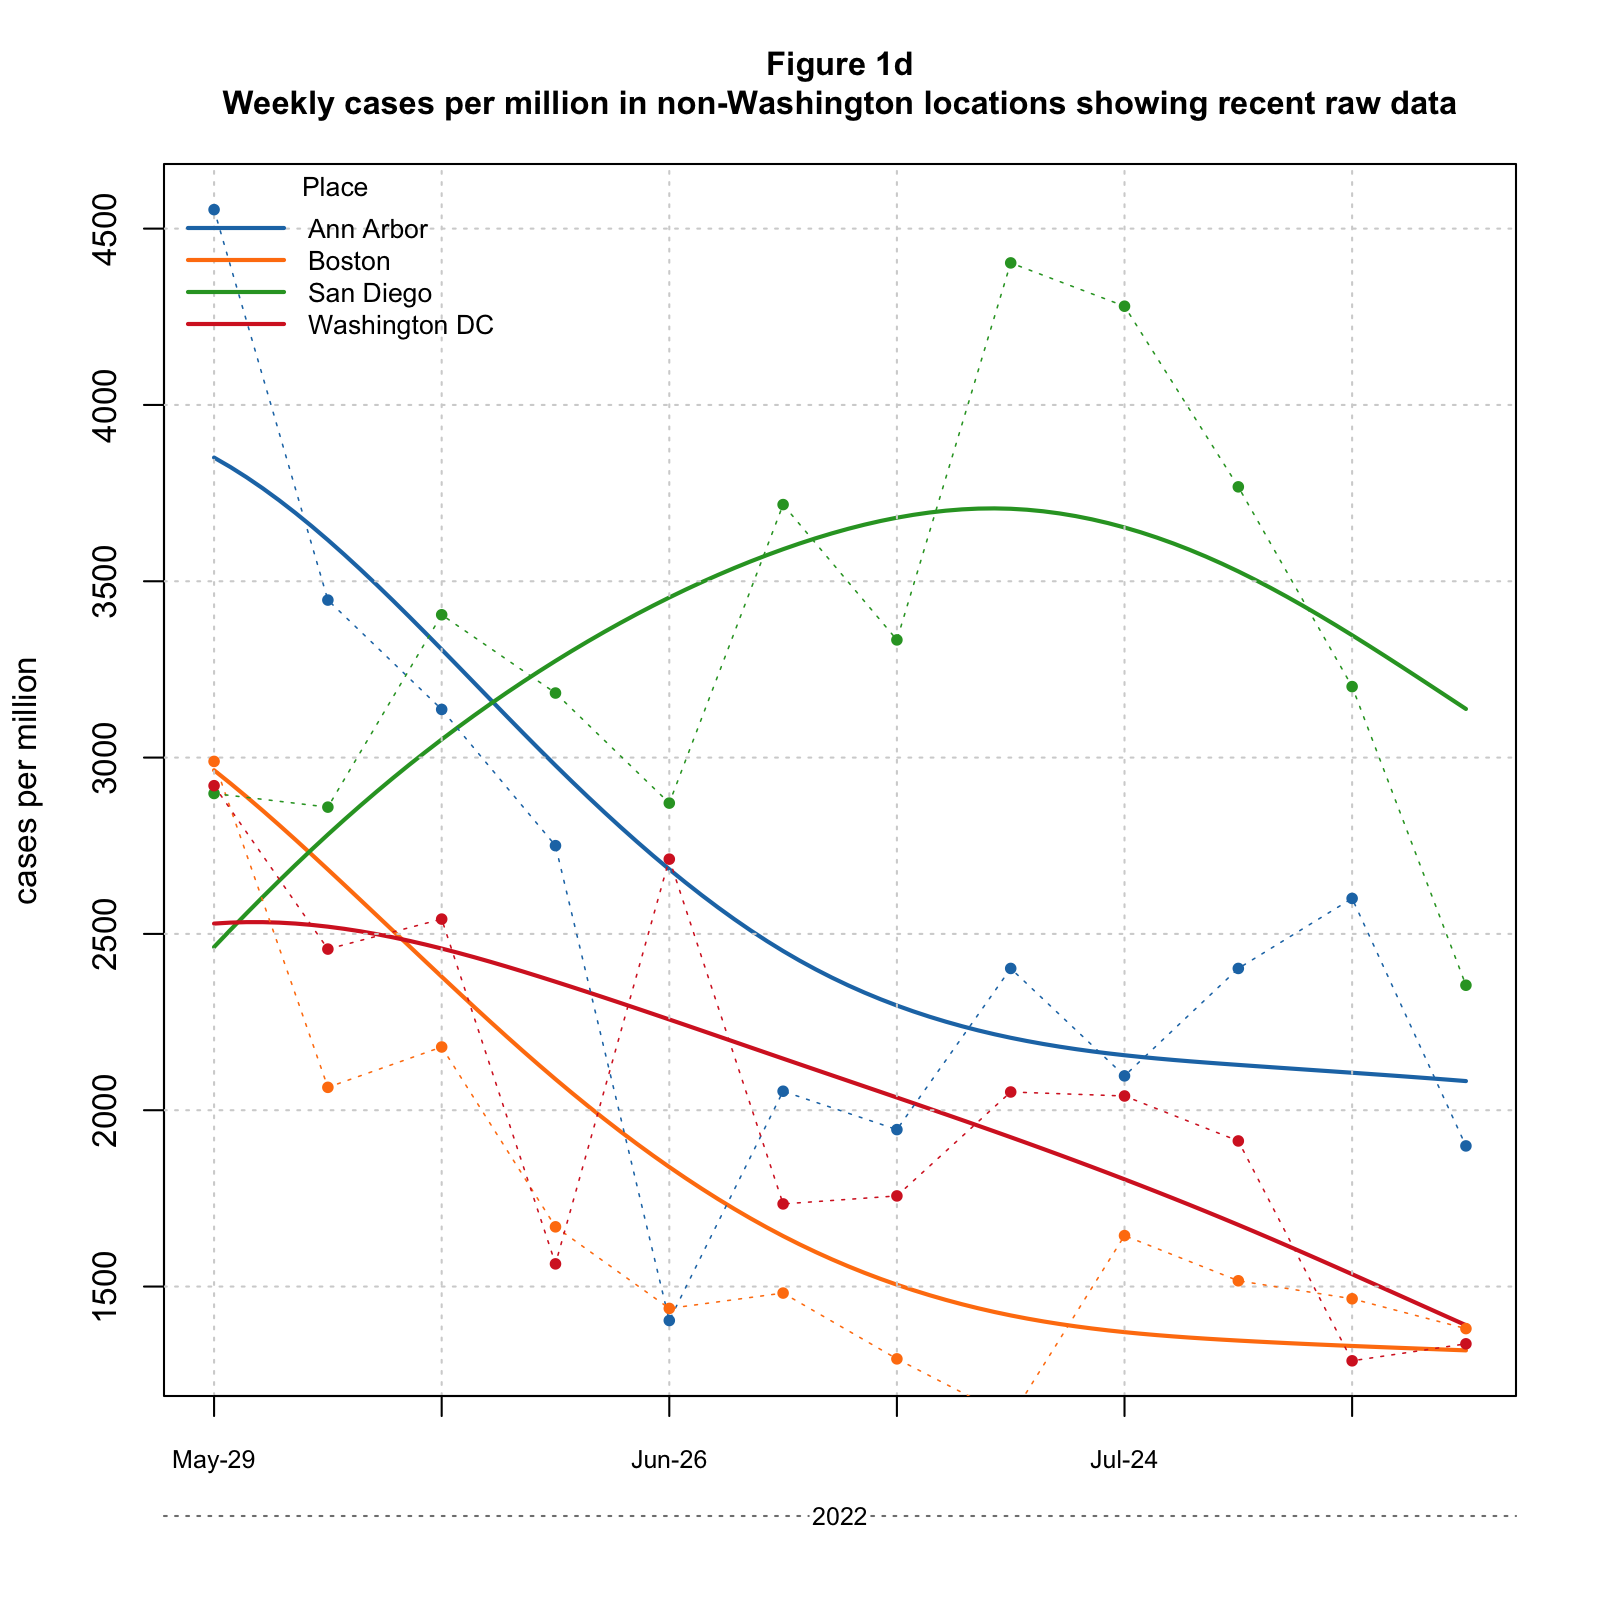 Figure 1d
Weekly cases per million in non-Washington locations showing recent raw data
Place
Ann Arbor
Boston
San Diego
Washington DC
cases per million
4500
4000
3500
3000
2500
2000
1500
May-29
Jun-26
Jul-24
2022